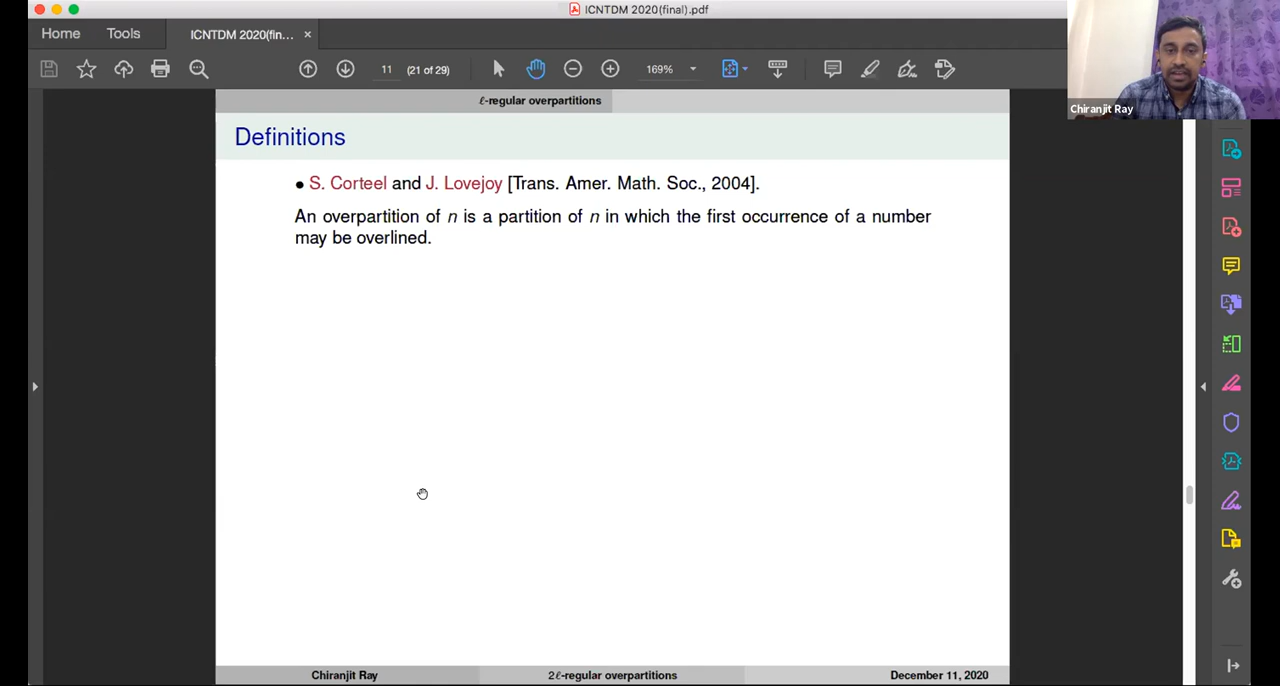 ICNTDM 2020(final).pdf
Home
Tools
ICNTDM 2020(fin...
×
11
(21 of 29)
169%
Chiranjit Ray
ℓ-regular overpartitions
Definitions
• S. Corteel and J. Lovejoy [Trans. Amer. Math. Soc., 2004].
An overpartition of n is a partition of n in which the first occurrence of a number
may be overlined.
Chiranjit Ray
2ℓ-regular overpartitions
December 11, 2020